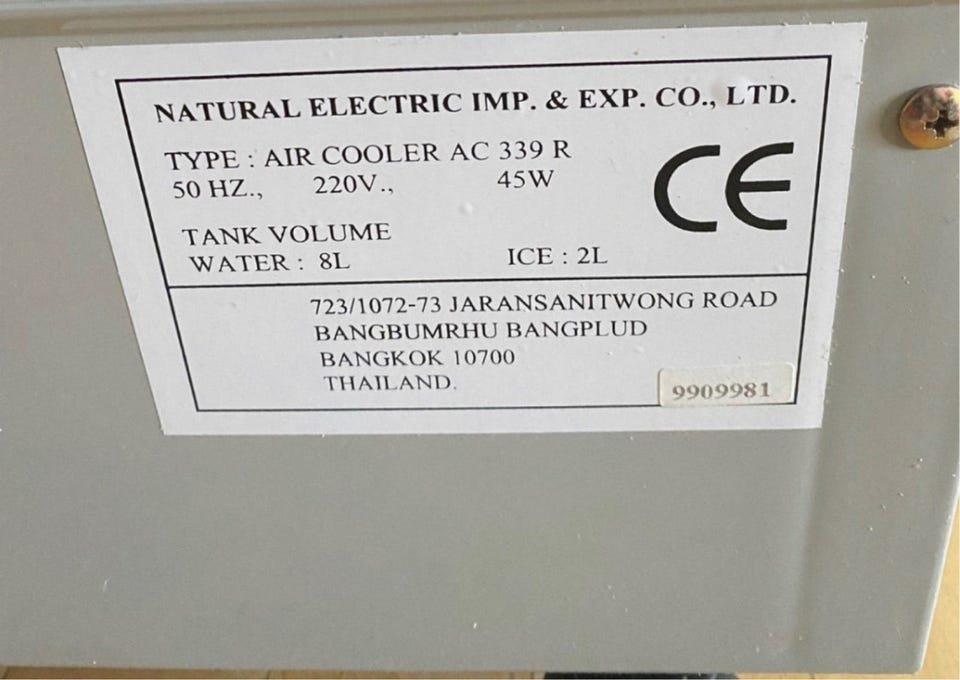 NATURAL ELECTRIC IMP. & EXP. CO., LTD.
TYPE : AIR COOLER AC 339 R
50 HZ., 220V., 45W
CE
TANK VOLUME
WATER : 8L ICE : 2L
723/1072-73 JARANSANITWONG ROAD
BANGBUMRHU BANGPLUD
BANGKOK 10700
THAILAND.
9909981